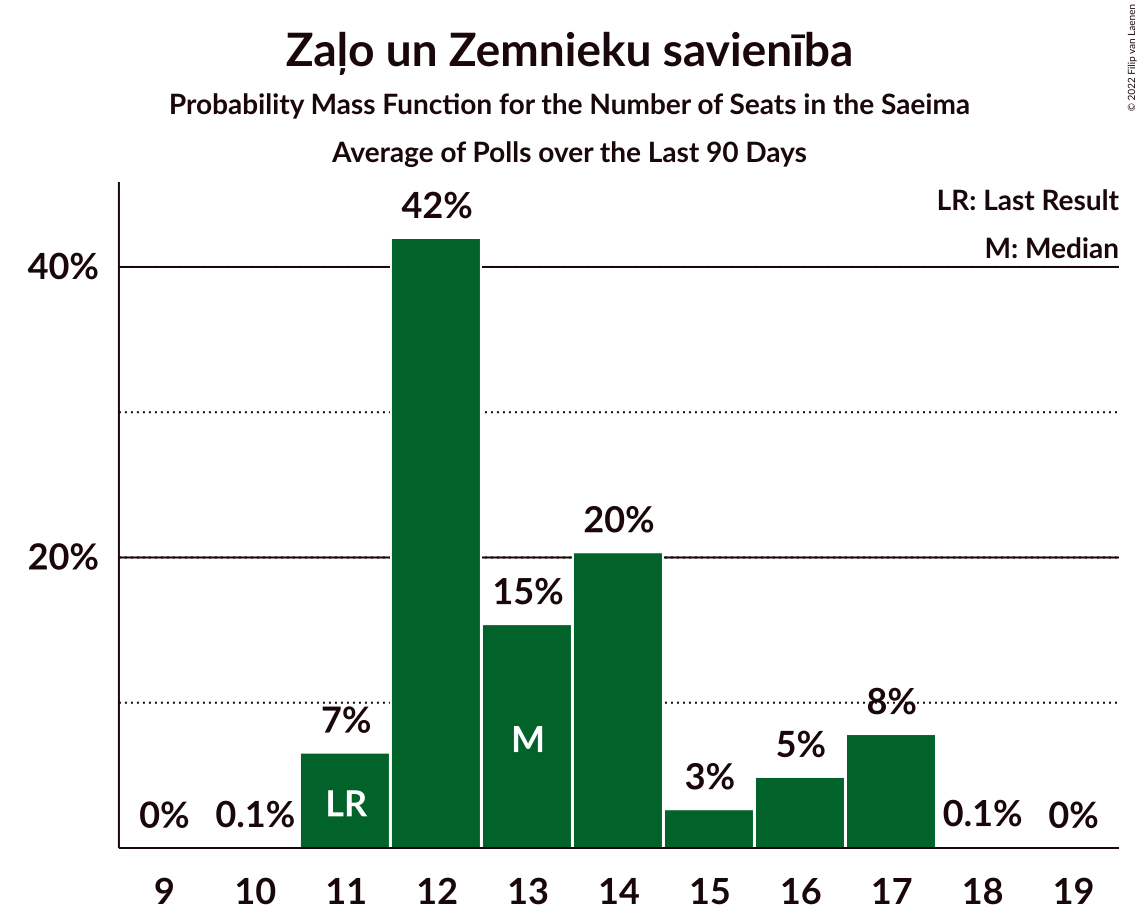 Zaļo un Zemnieku savienība
Probability Mass Function for the Number of Seats in the Saeima
Average of Polls over the Last 90 Days
© 2022 Filip van Laenen
LR: Last Result
M: Median
40%
20%
0%
0.1%
7%
42%
15%
20%
3%
5%
8%
0.1%
0%
LR
M
9 10 11 12 13 14 15 16 17 18 19